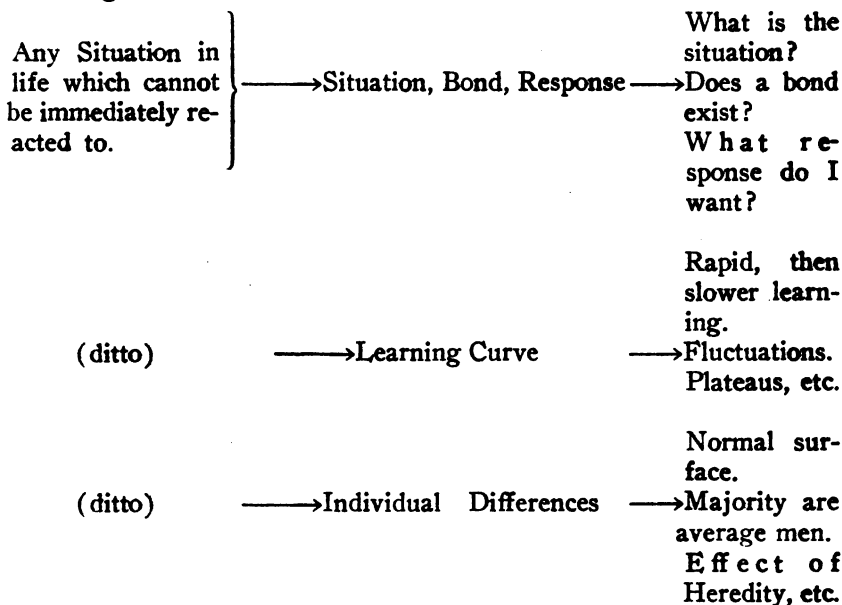 Any Situation in
life which cannot
be immediately re-
acted to.
Situation, Bond, Response
What is the
situation?
Does a bond
exist?
What re-
sponse do I
want?
(ditto)
Learning Curve
Rapid, then
slower learn-
ing.
Fluctuations.
Plateaus, etc.
(ditto)
Individual Differences
Normal sur-
face.
Majority are
average men.
Effect of
Heredity, etc.